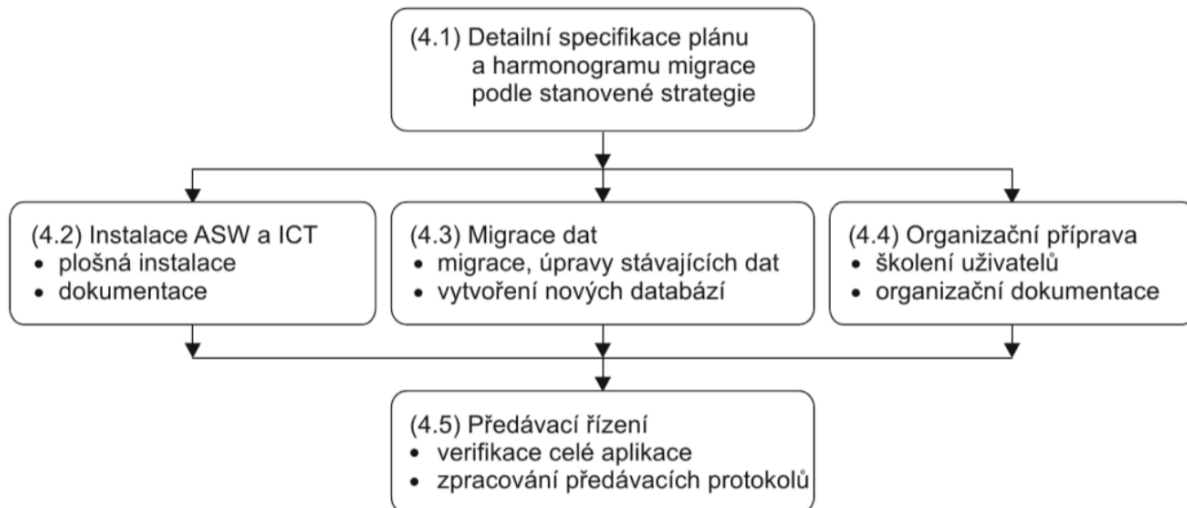 (4.1) Detailní specifikace plánu
a harmonogramu migrace
podle stanovené strategie
(4.2) Instalace ASW a ICT
• plošná instalace
• dokumentace
(4.3) Migrace dat
• migrace, úpravy stávajících dat
• vytvoření nových databází
(4.4) Organizační příprava
• školení uživatelů
• organizační dokumentace
(4.5) Předávací řízení
• verifikace celé aplikace
• zpracování předávacích protokolů